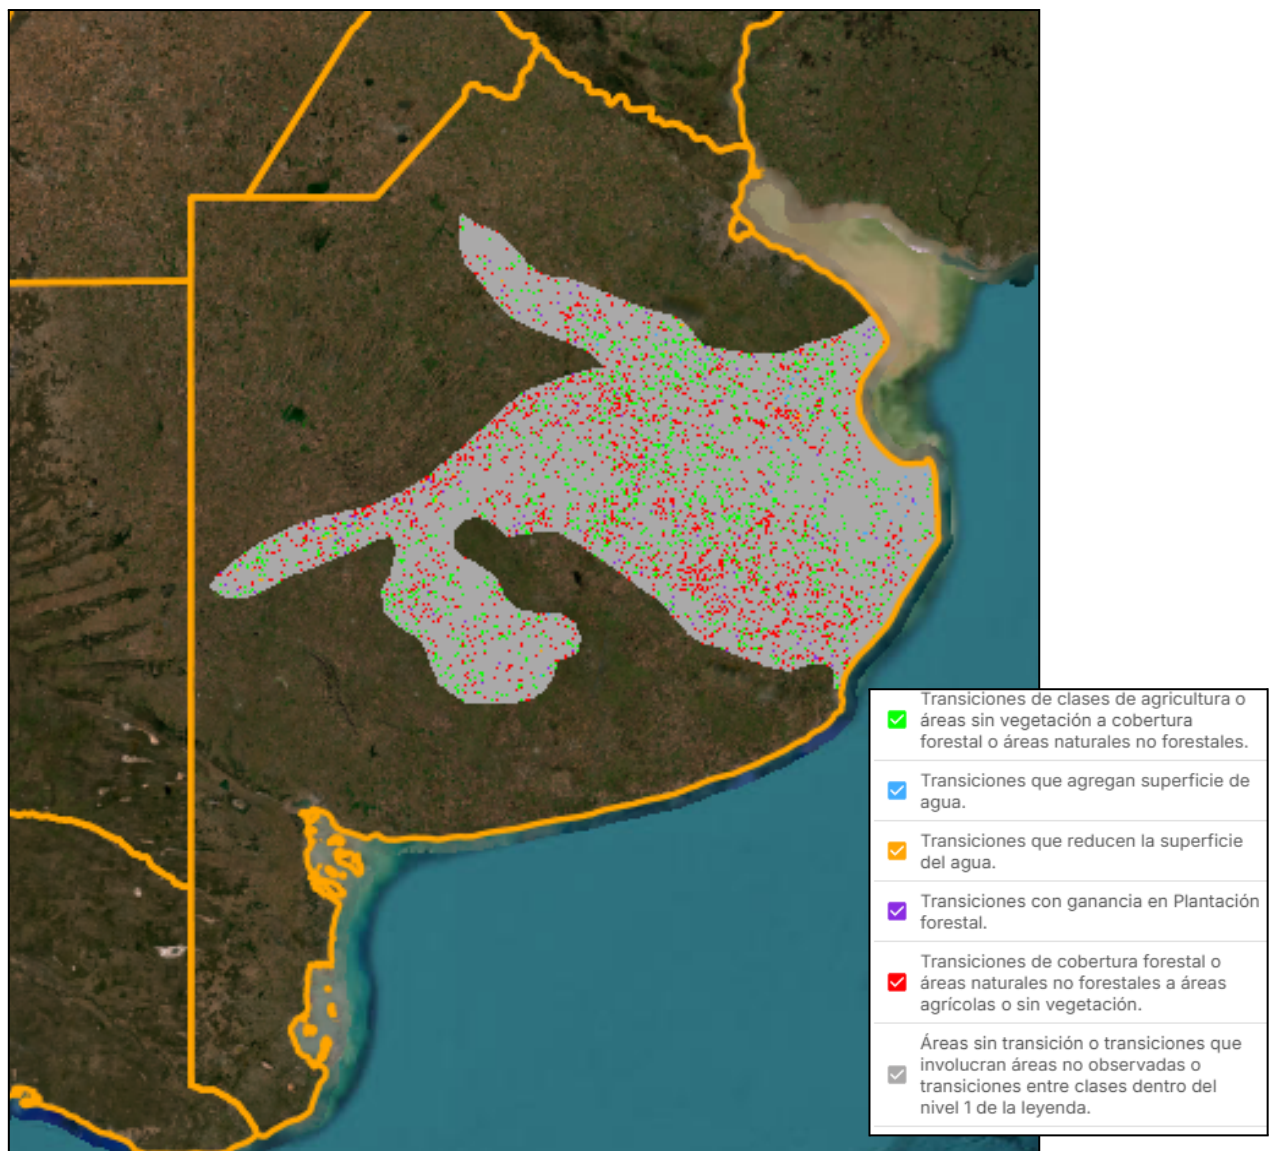 Transiciones de clases de agricultura o
áreas sin vegetación a cobertura
forestal o áreas naturales no forestales.
Transiciones que agregan superficie de
agua.
Transiciones que reducen la superficie
del agua.
Transiciones con ganancia en Plantación
forestal.
Transiciones de cobertura forestal o
áreas naturales no forestales a áreas
agrícolas o sin vegetación.
Áreas sin transición o transiciones que
involucran áreas no observadas o
transiciones entre clases dentro del
nivel 1 de la leyenda.